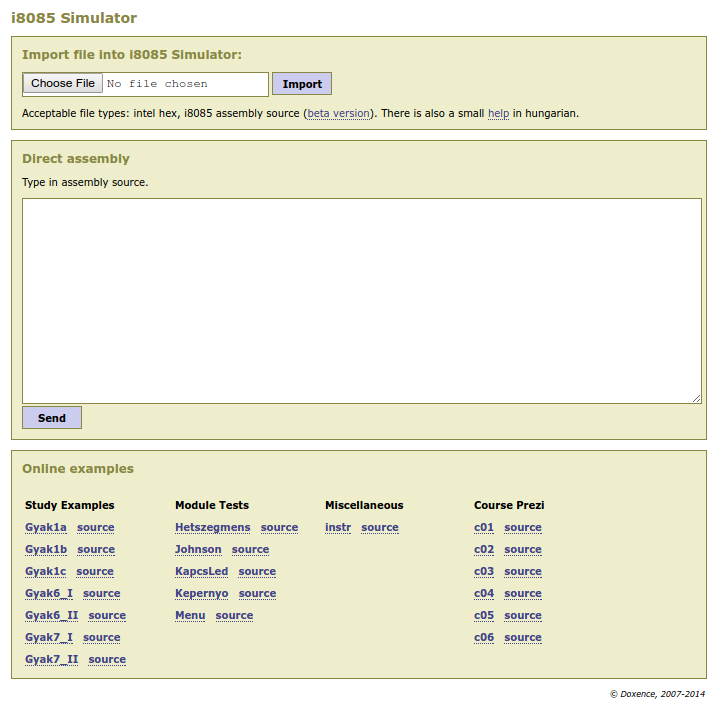 i8085 Simulator
Import file into i8085 Simulator:
Choose File No file chosen Import
Acceptable file types: intel hex, i8085 assembly source (beta version). There is also a small help in hungarian.
Direct assembly
Type in assembly source.
Send
Online examples
Study Examples Module Tests Miscellaneous Course Prezi
Gyak1a source Hetszegmens source instr source c01 source
Gyak1b source Johnson source c02 source
Gyak1c source KapcsLed source c03 source
Gyak6_I source Kepernyo source c04 source
Gyak6_II source Menu source c05 source
Gyak7_I source c06 source
Gyak7_II source
© Doxence, 2007-2014